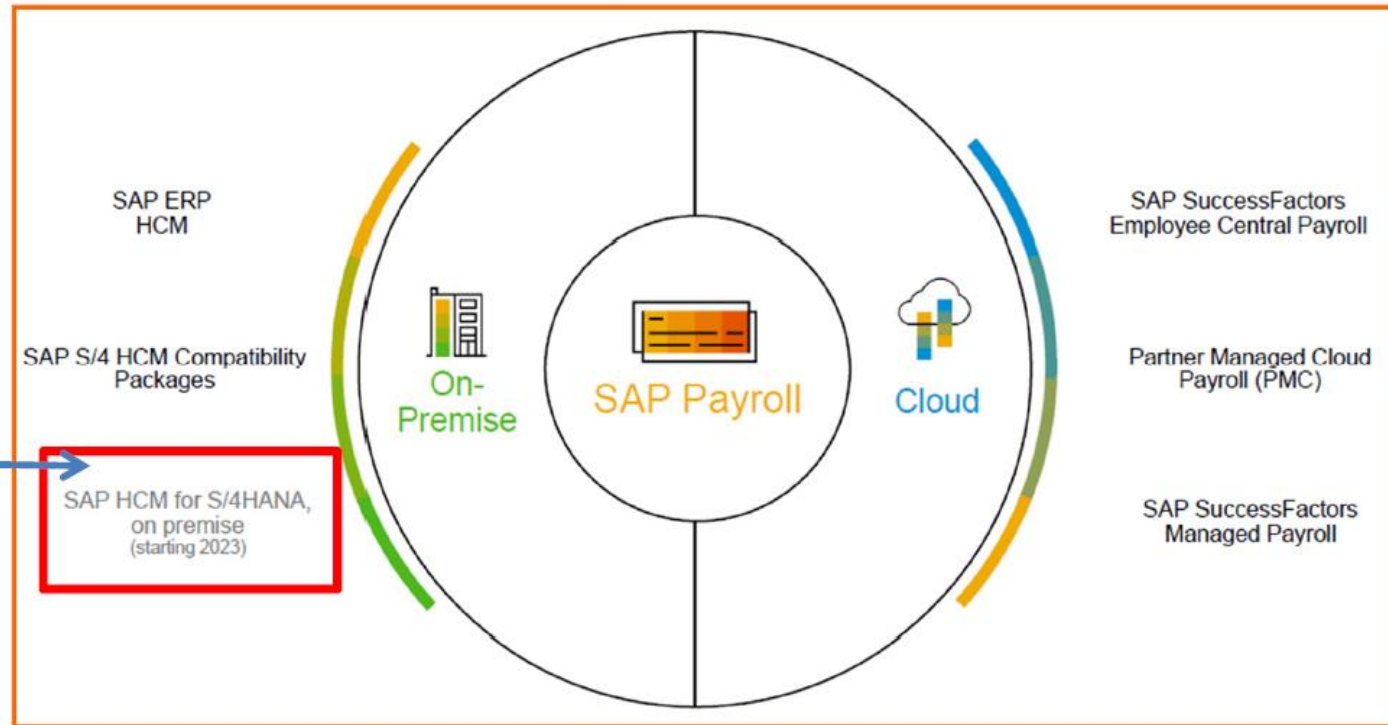 SAP ERP
HCM
SAP S/4 HCM Compatibility
Packages
SAP HCM for S/4HANA,
on premise
(starting 2023)
On-
Premise
SAP Payroll
Cloud
SAP SuccessFactors
Employee Central Payroll
Partner Managed Cloud
Payroll (PMC)
SAP SuccessFactors
Managed Payroll